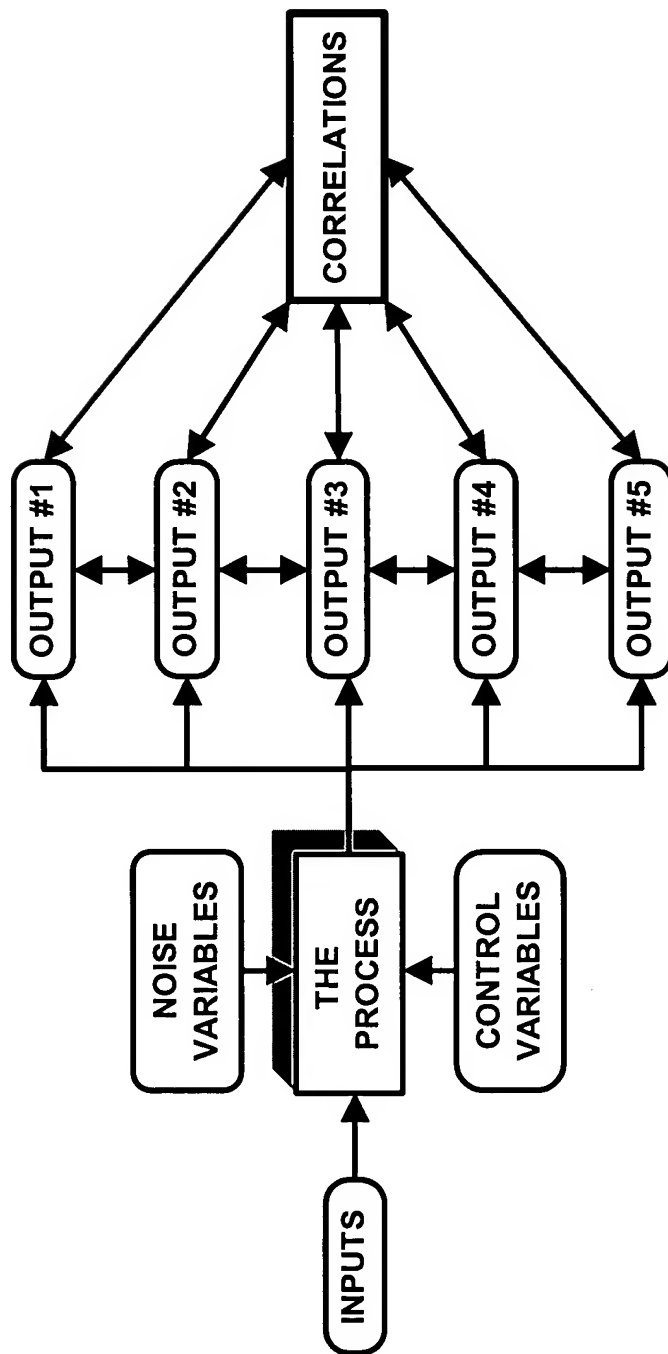 INPUTS
NOISE
VARIABLES
THE
PROCESS
CONTROL
VARIABLES
OUTPUT #1
OUTPUT #2
OUTPUT #3
OUTPUT #4
OUTPUT #5
CORRELATIONS